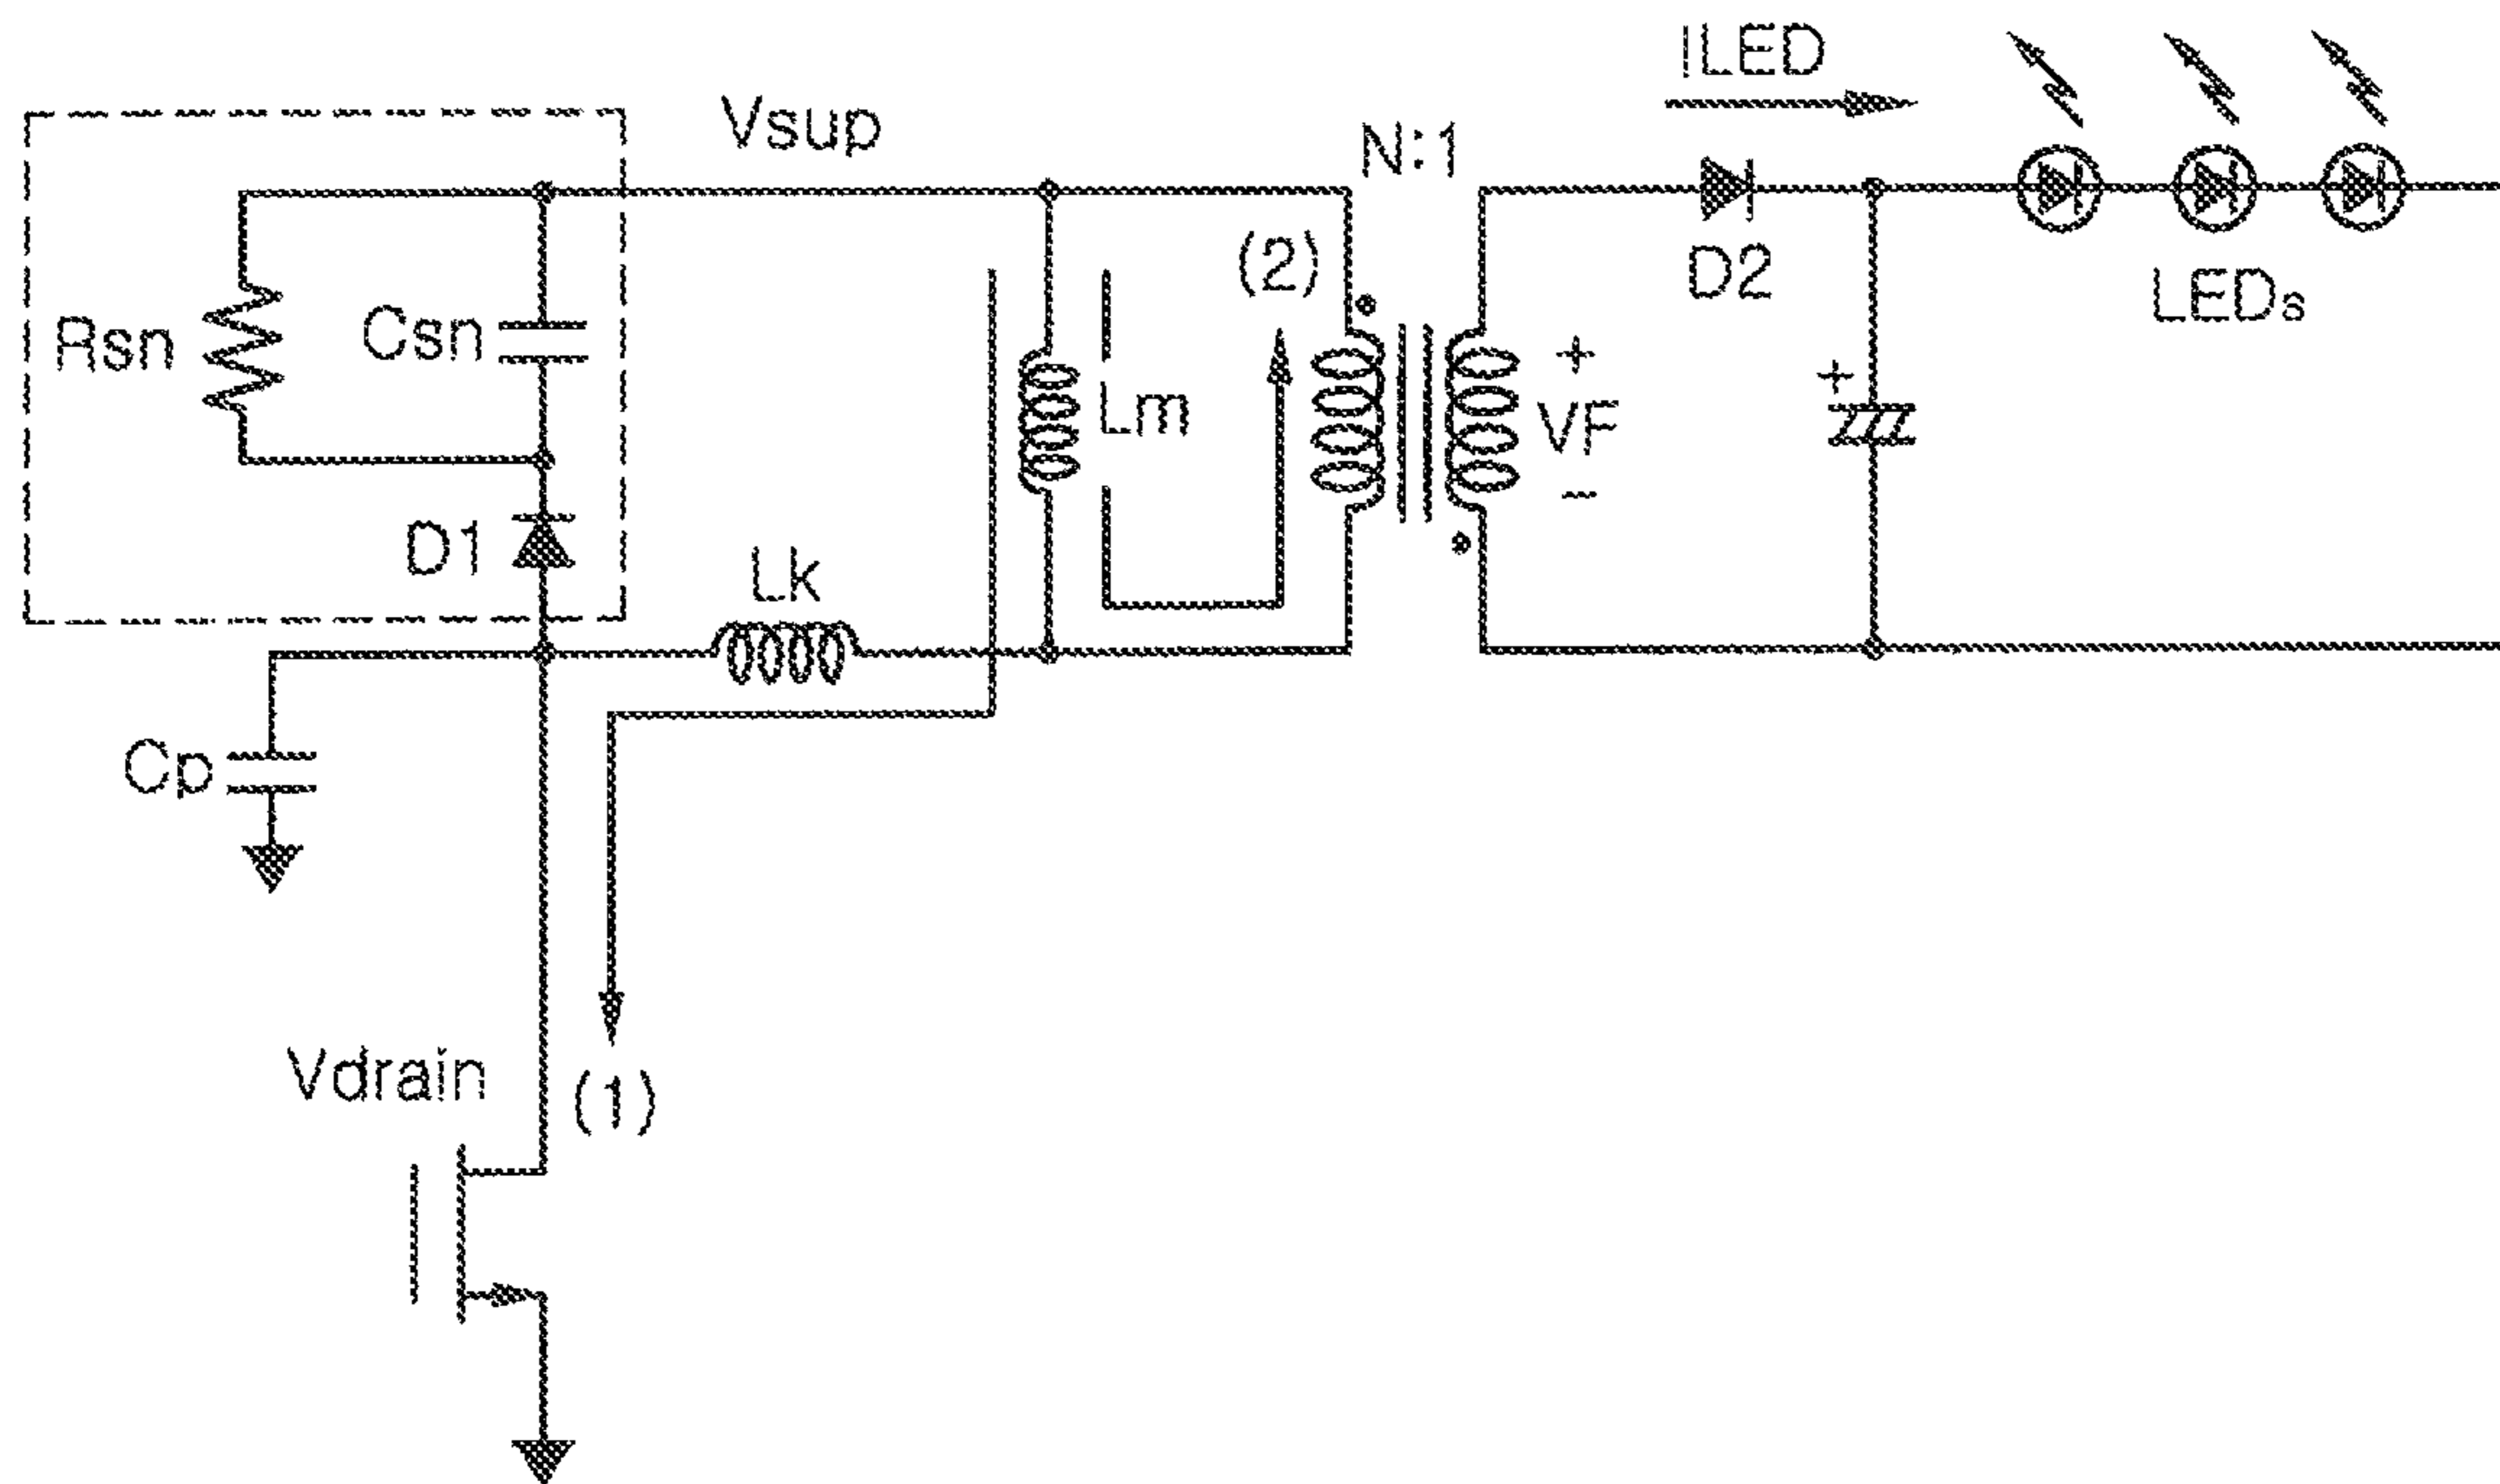 ILED
Vsup
N:1
(2)
D2
LEDs
Rsn
Csn
+
+
Lm
VF
−
D1
Lk
Cp
Vdrain
(1)